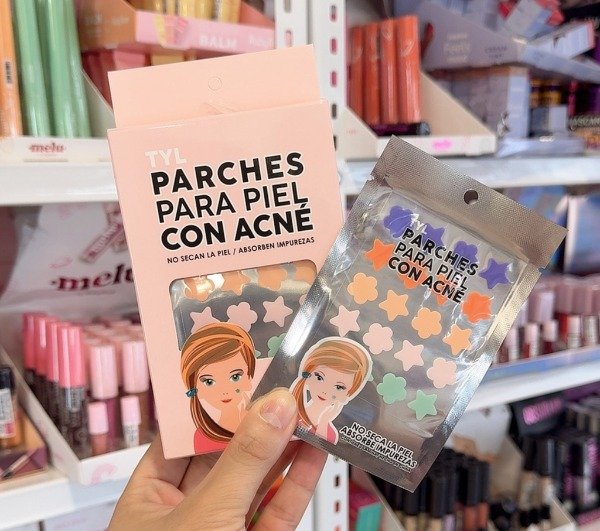 BALM
melu
melu
TYL
PARCHES
PARA PIEL
CON ACNÉ
NO SECAN LA PIEL / ABSORBEN IMPUREZAS
TYL
PARCHES
PARA PIEL
CON ACNÉ
NO SECA LA PIEL
ABSORBE IMPUREZAS